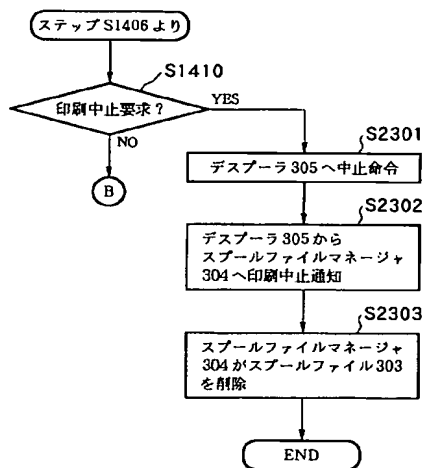 ステップS1406より
S1410
印刷中止要求?
YES
NO
B
S2301
デスプーラ305へ中止命令
S2302
デスプーラ305から
スプールファイルマネージャ
304へ印刷中止通知
S2303
スプールファイルマネージャ
304がスプールファイル303
を削除
END